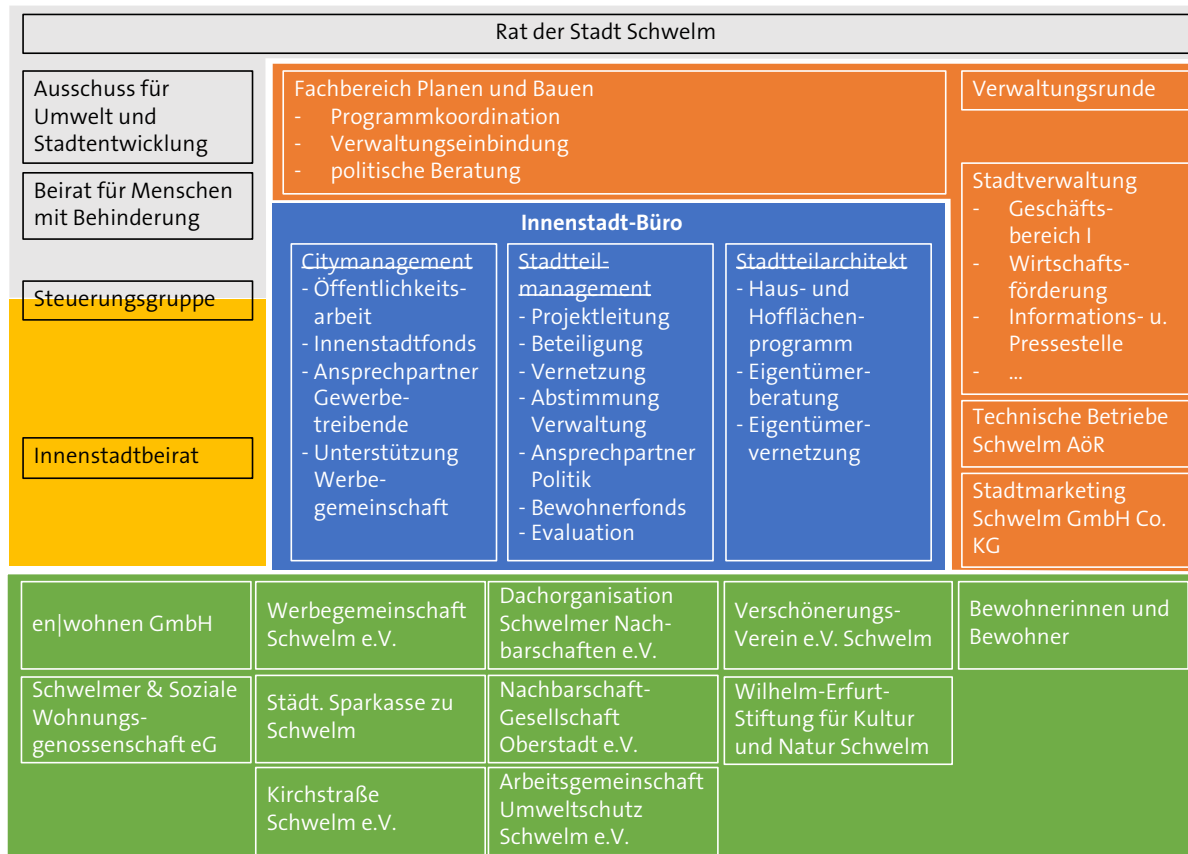 Rat der Stadt Schwelm
Ausschuss für
Umwelt und
Stadtentwicklung
Beirat für Menschen
mit Behinderung
Steuerungsgruppe
Innenstadtbeirat
Fachbereich Planen und Bauen
- Programmkoordination
- Verwaltungseinbindung
- politische Beratung
Innenstadt-Büro
Citymanagement
- Öffentlichkeits-
arbeit
- Innenstadtfonds
- Ansprechpartner
Gewerbe-
treibende
- Unterstützung
Werbe-
gemeinschaft
Stadtteil-
management
- Projektleitung
- Beteiligung
- Vernetzung
- Abstimmung
Verwaltung
- Ansprechpartner
Politik
- Bewohnerfonds
- Evaluation
Stadtteilarchitekt
- Haus- und
Hofflächen-
programm
- Eigentümer-
beratung
- Eigentümer-
vernetzung
Verwaltungsrunde
Stadtverwaltung
- Geschäfts-
bereich I
- Wirtschafts-
förderung
- Informations- u.
Pressestelle
- ...
Technische Betriebe
Schwelm AöR
Stadtmarketing
Schwelm GmbH Co.
KG
en|wohnen GmbH
Werbegemeinschaft
Schwelm e.V.
Dachorganisation
Schwelmer Nach-
barschaften e.V.
Verschönerungs-
Verein e.V. Schwelm
Bewohnerinnen und
Bewohner
Schwelmer & Soziale
Wohnungs-
genossenschaft eG
Städt. Sparkasse zu
Schwelm
Nachbarschaft-
Gesellschaft
Oberstadt e.V.
Wilhelm-Erfurt-
Stiftung für Kultur
und Natur Schwelm
Kirchstraße
Schwelm e.V.
Arbeitsgemeinschaft
Umweltschutz
Schwelm e.V.